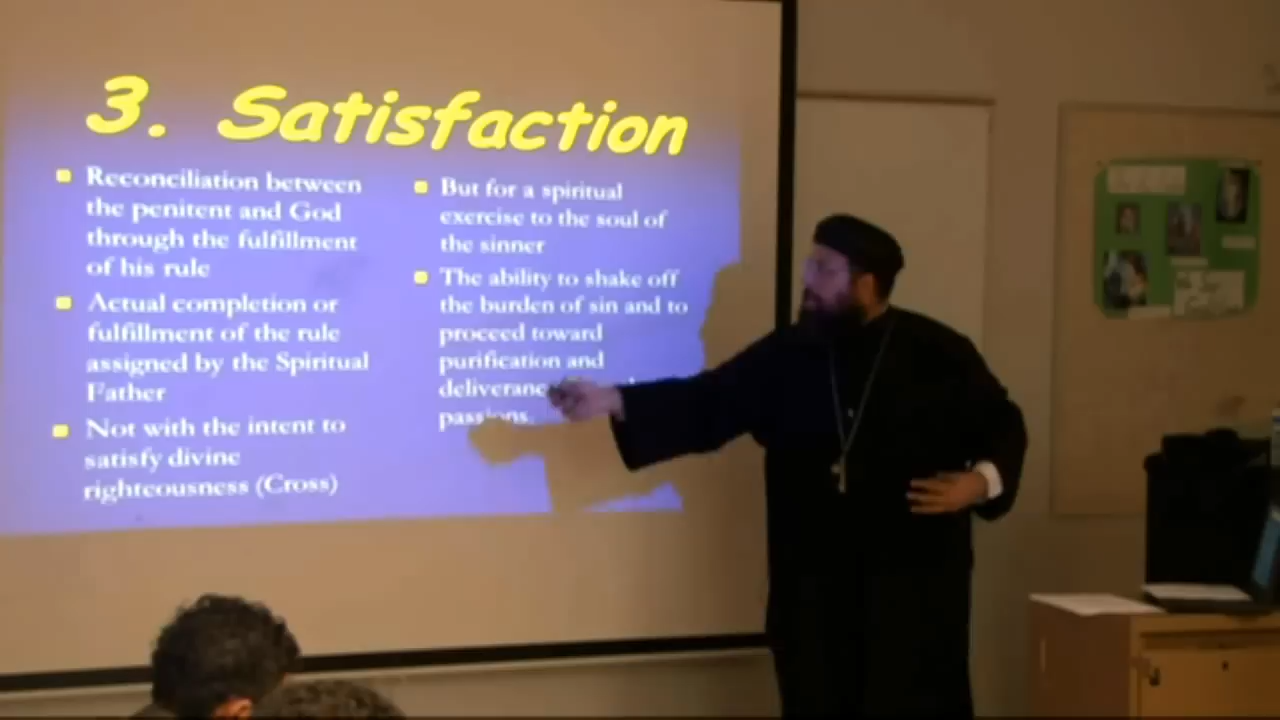 3. Satisfaction
Reconciliation between
the penitent and God
through the fulfillment
of his rule
Actual completion or
fulfillment of the rule
assigned by the Spiritual
Father
Not with the intent to
satisfy divine
righteousness (Cross)
But for a spiritual
exercise to the soul of
the sinner
The ability to shake off
the burden of sin and to
proceed toward
purification and
passions.